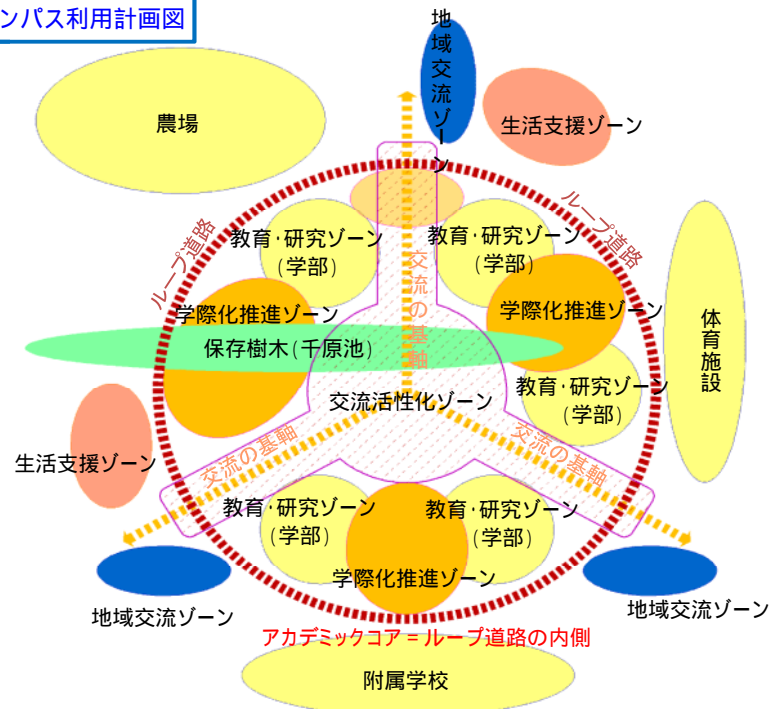 ンパス利用計画図
地域交流ゾーン
生活支援ゾーン
農場
ループ道路
ループ道路
教育・研究ゾーン
(学部)
教育・研究ゾーン
(学部)
交流の基軸
学際化推進ゾーン
学際化推進ゾーン
体育施設
保存樹木(千原池)
教育・研究ゾーン
(学部)
交流活性化ゾーン
生活支援ゾーン
交流の基軸
交流の基軸
教育・研究ゾーン
(学部)
教育・研究ゾーン
(学部)
学際化推進ゾーン
地域交流ゾーン
地域交流ゾーン
アカデミックコア=ループ道路の内側
附属学校